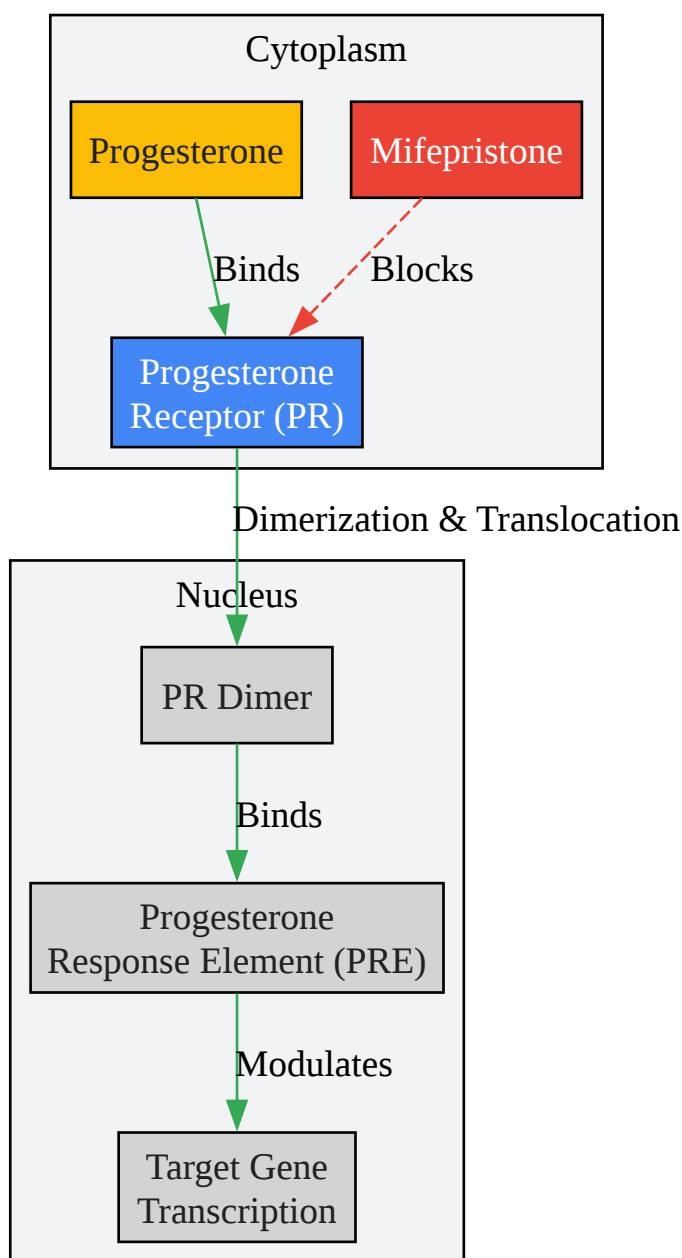 Cytoplasm
Progesterone
Mifepristone
Binds
Blocks
Progesterone
Receptor (PR)
Dimerization & Translocation
Nucleus
PR Dimer
Binds
Progesterone
Response Element (PRE)
Modulates
Target Gene
Transcription